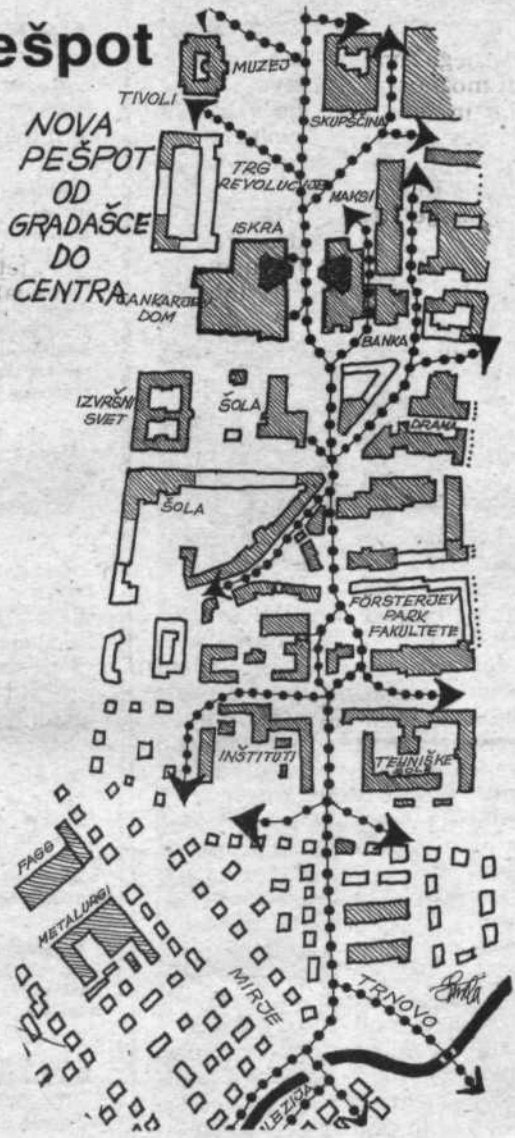 ešpot
MUZEJ
TIVOLI
SKUPŠČINA
NOVA
PEŠPOT
OD
GRADAŠCE
DO
CENTRA
TRG
REVOLUCIJE
MAKSI
ISKRA
CANKARJEV
DOM
BANKA
IZVRŠNI
SVET
ŠOLA
DRAMA
ŠOLA
FÖRSTERJEV
PARK
FAKULTETE
INŠTITUTI
TEHNIŠKE
ŠOLE
FAGG
METALURGI
MIRJE
TRNOVO